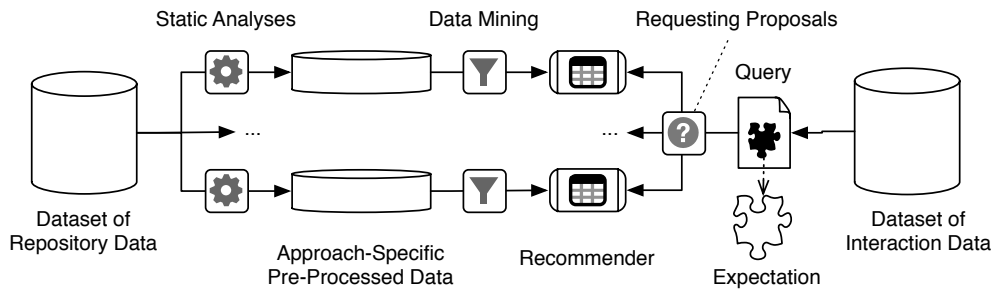 Static Analyses
Data Mining
Requesting Proposals
Query
...
...
?
Dataset of
Repository Data
Approach-Specific
Pre-Processed Data
Recommender
Expectation
Dataset of
Interaction Data